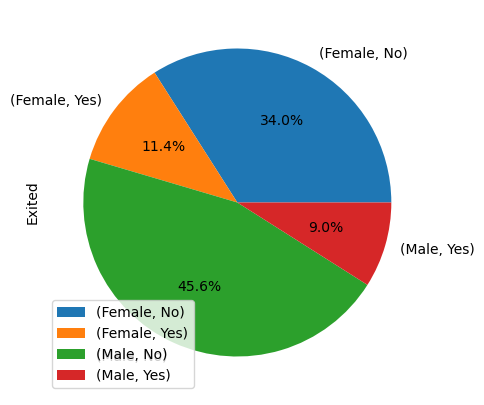 (Female, No)
34.0%
(Female, Yes)
11.4%
Exited
9.0%
(Male, Yes)
45.6%
(Female, No)
(Female, Yes)
(Male, No)
(Male, Yes)